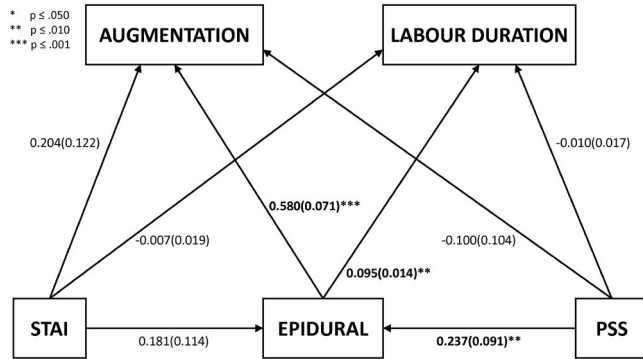 * p ≤ .050
** p ≤ .010
*** p ≤ .001
AUGMENTATION
LABOUR DURATION
0.204(0.122)
-0.010(0.017)
0.580(0.071)***
-0.007(0.019)
-0.100(0.104)
0.095(0.014)**
STAI
EPIDURAL
PSS
0.181(0.114)
0.237(0.091)**